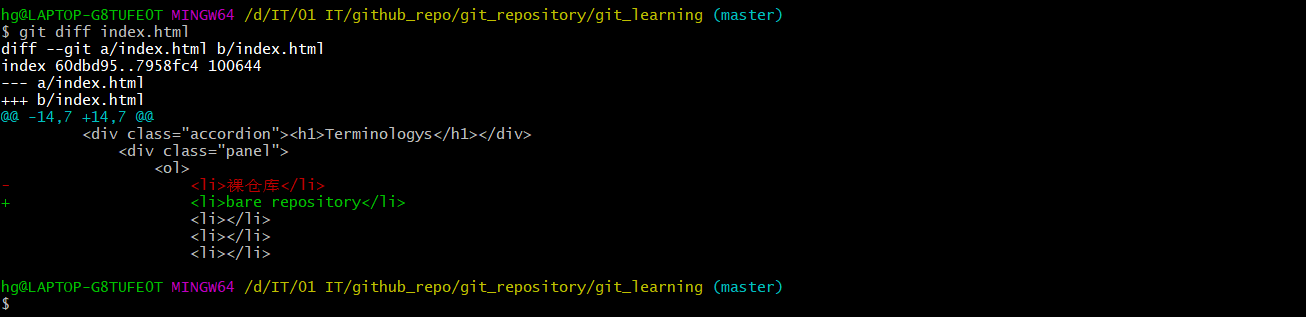 hg@LAPTOP-G8TUFE0T MINGW64 /d/IT/01 IT/github_repo/git_repository/git_learning (master)
$ git diff index.html
diff --git a/index.html b/index.html
index 60dbd95..7958fc4 100644
--- a/index.html
+++ b/index.html
@@ -14,7 +14,7 @@
         <div class="accordion"><h1>Terminologys</h1></div>
             <div class="panel">
                 <ol>
-                    <li>裸仓库</li>
+                    <li>bare repository</li>
                     <li></li>
                     <li></li>
                     <li></li>
hg@LAPTOP-G8TUFE0T MINGW64 /d/IT/01 IT/github_repo/git_repository/git_learning (master)
$